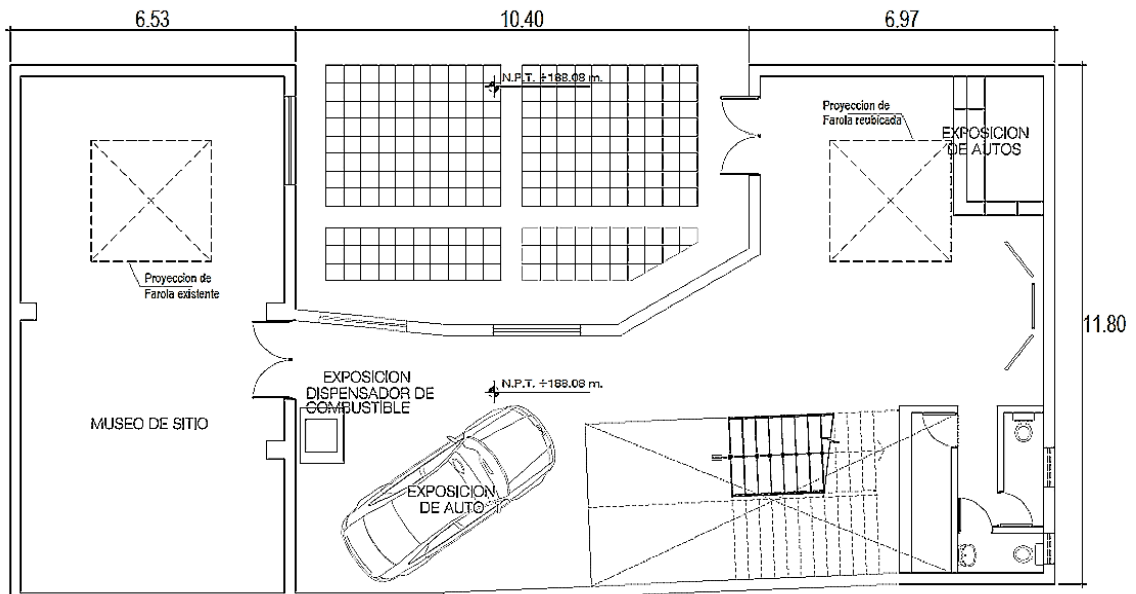 6.53
10.40
6.97
N.P.T. +188.08 m.
Proyeccion de
Farola reubicada
EXPOSICION
DE AUTOS
Proyeccion de
Farola existente
11.80
EXPOSICION
DISPENSADOR DE
COMBUSTIBLE
N.P.T. +188.08 m.
MUSEO DE SITIO
EXPOSICION
DE AUTO